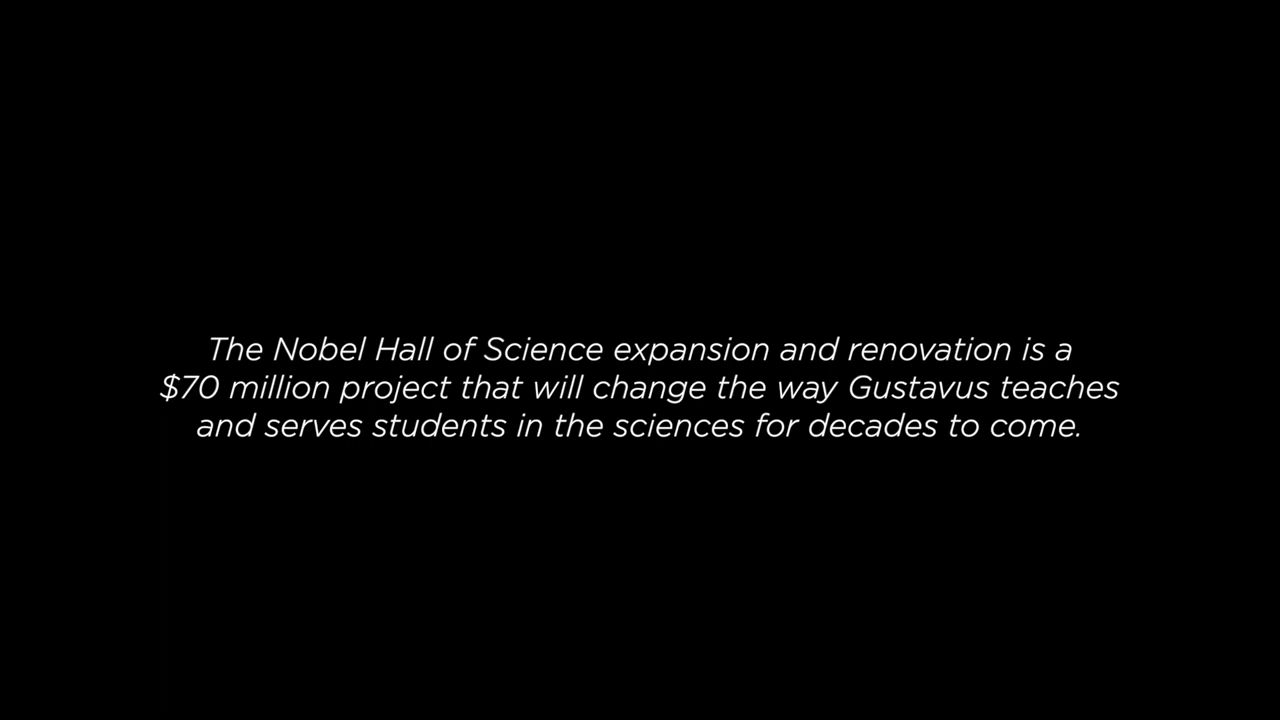 The Nobel Hall of Science expansion and renovation is a
$70 million project that will change the way Gustavus teaches
and serves students in the sciences for decades to come.